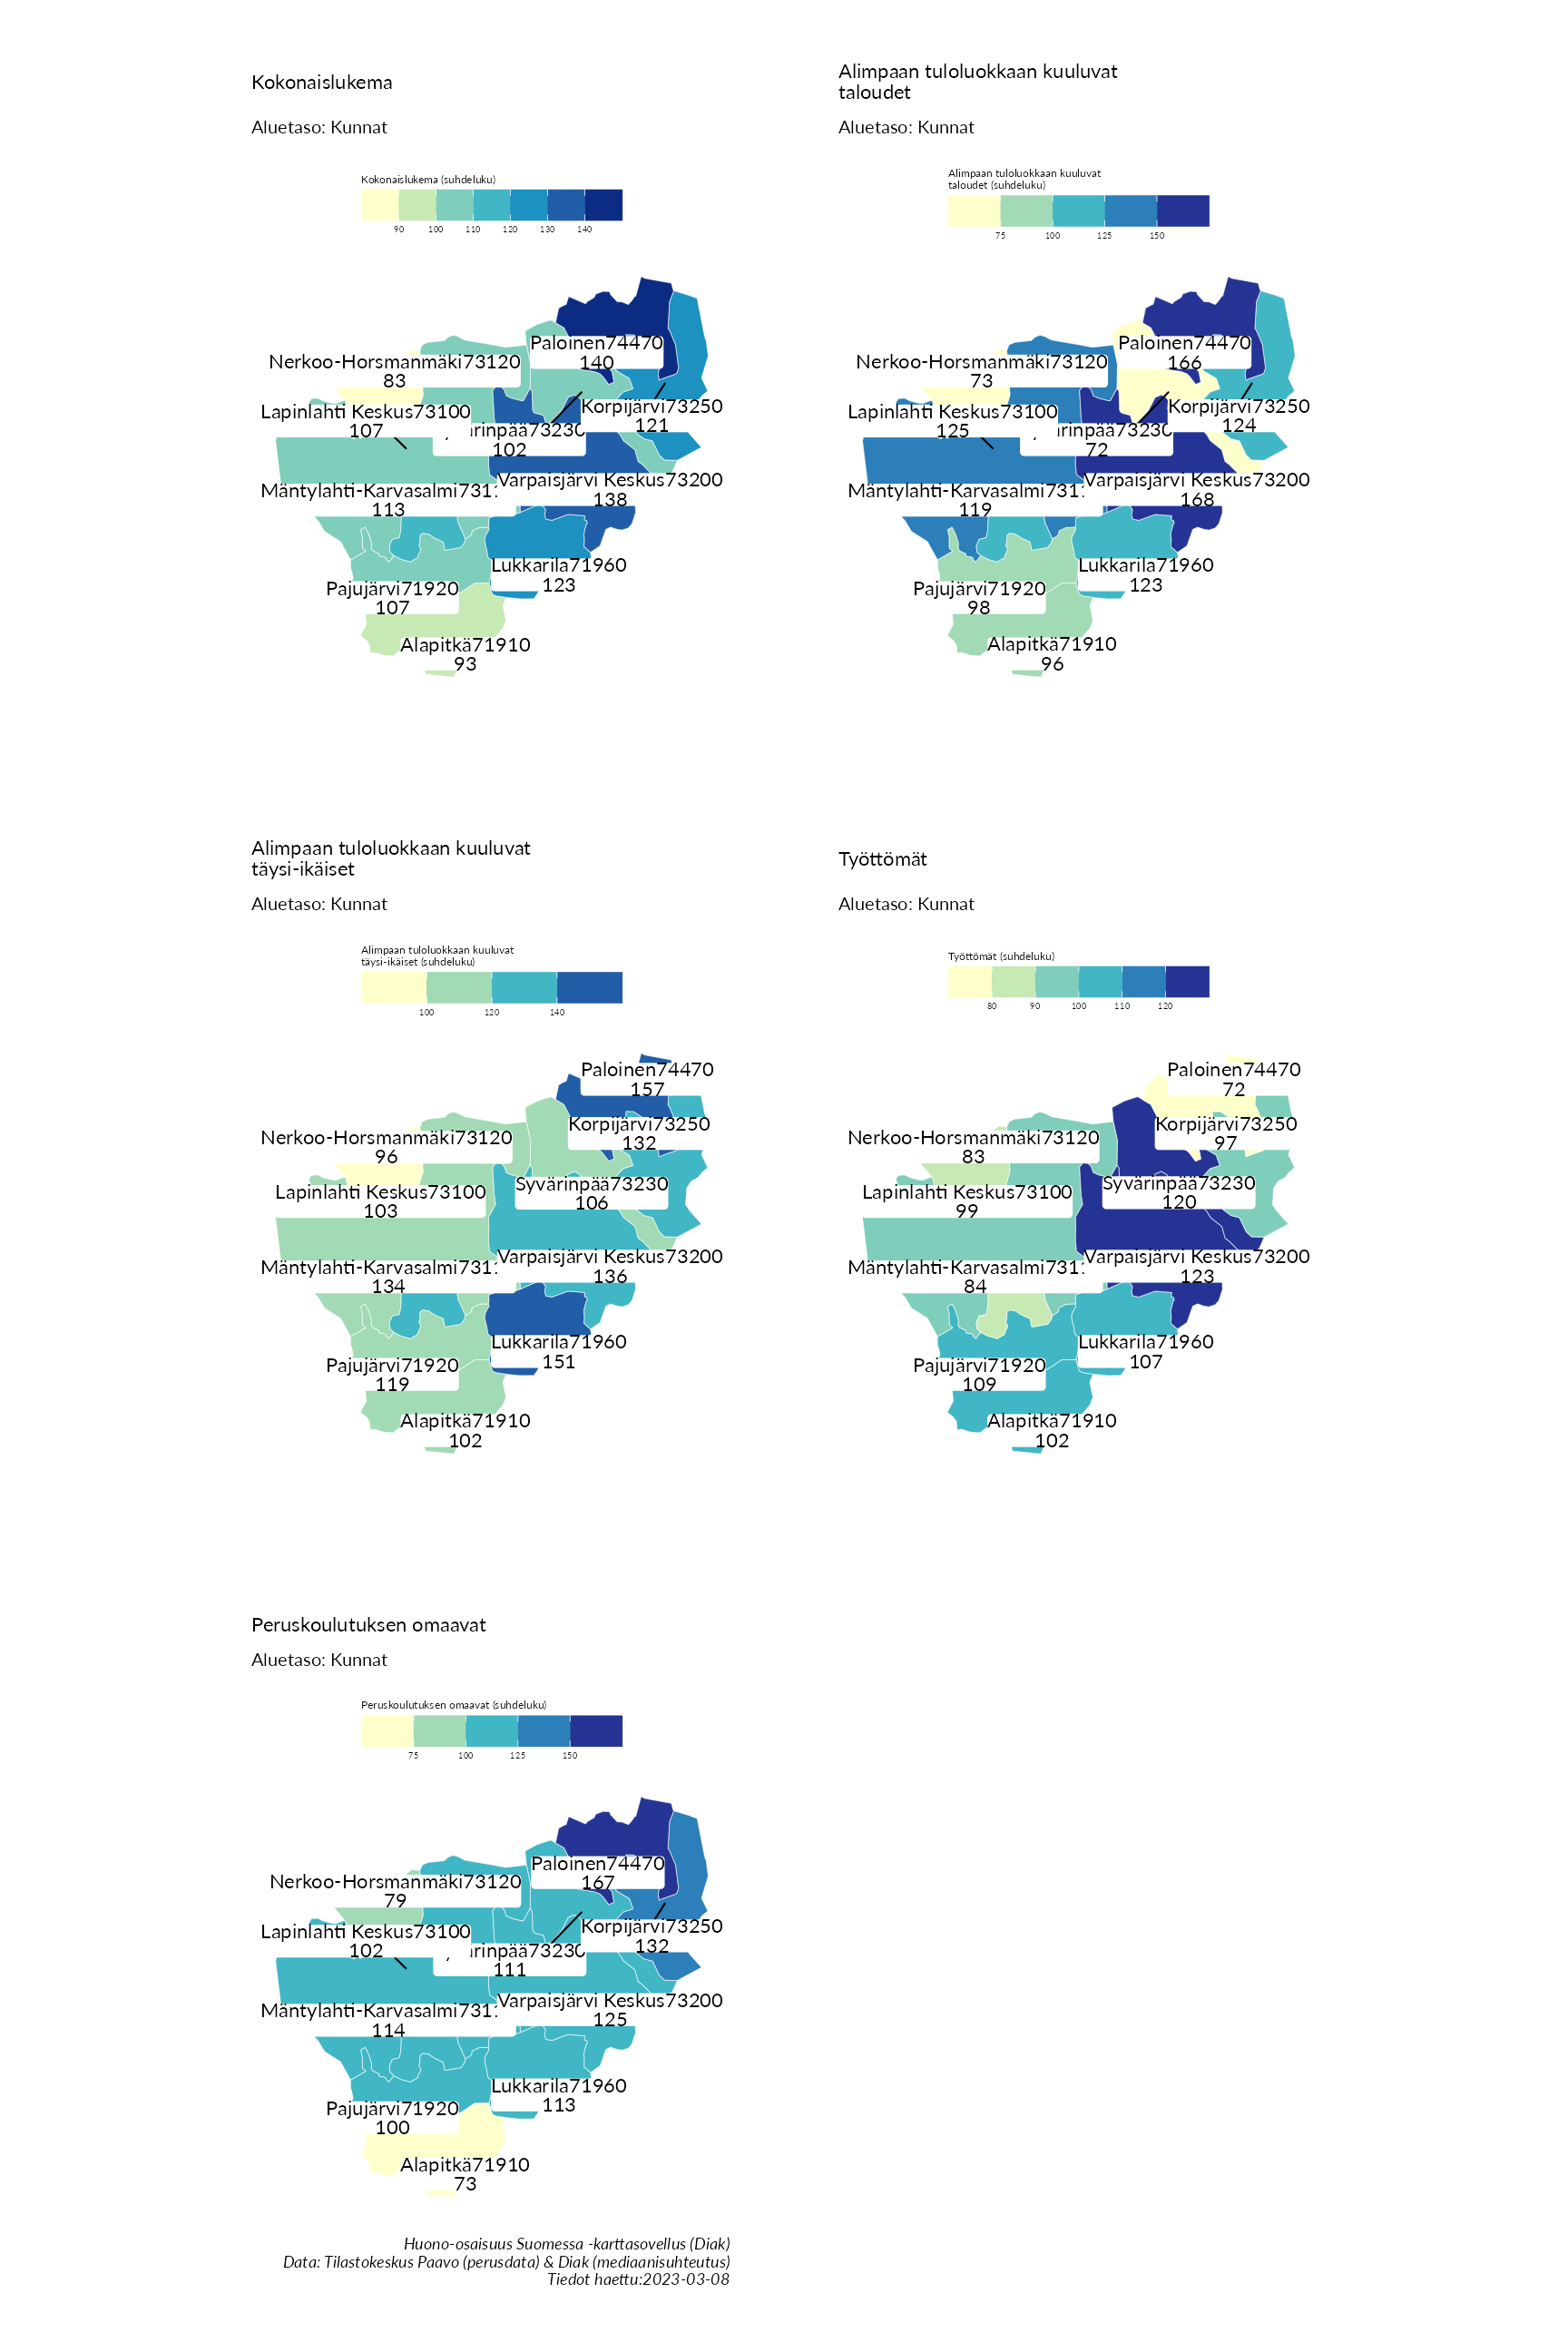 Kokonaislukema
Aluetaso: Kunnat
Kokonaislukema (suhdeluku)
90 100 110 120 130 140
Paloinen74470
140
Nerkoo-Horsmanmäki73120
83
Korpijärvi73250
121
Lapinlahti Keskus73100
107
rinpää73230
102
Varpaisjärvi Keskus73200
138
Mäntylahti-Karvasalmi731
113
Lukkarila71960
123
Pajujärvi71920
107
Alapitkä71910
93
Alimpaan tuloluokkaan kuuluvat
taloudet
Aluetaso: Kunnat
Alimpaan tuloluokkaan kuuluvat
taloudet (suhdeluku)
75 100 125 150
Paloinen74470
166
Nerkoo-Horsmanmäki73120
73
Korpijärvi73250
124
Lapinlahti Keskus73100
125
rinpää73230
72
Varpaisjärvi Keskus73200
168
Mäntylahti-Karvasalmi731
119
Lukkarila71960
123
Pajujärvi71920
98
Alapitkä71910
96
Alimpaan tuloluokkaan kuuluvat
täysi-ikäiset
Aluetaso: Kunnat
Alimpaan tuloluokkaan kuuluvat
täysi-ikäiset (suhdeluku)
100 120 140
Paloinen74470
157
Korpijärvi73250
132
Nerkoo-Horsmanmäki73120
96
Syvärinpää73230
106
Lapinlahti Keskus73100
103
Varpaisjärvi Keskus73200
136
Mäntylahti-Karvasalmi731
134
Lukkarila71960
151
Pajujärvi71920
119
Alapitkä71910
102
Työttömät
Aluetaso: Kunnat
Työttömät (suhdeluku)
80 90 100 110 120
Paloinen74470
72
Korpijärvi73250
97
Nerkoo-Horsmanmäki73120
83
Syvärinpää73230
120
Lapinlahti Keskus73100
99
Varpaisjärvi Keskus73200
123
Mäntylahti-Karvasalmi731
84
Lukkarila71960
107
Pajujärvi71920
109
Alapitkä71910
102
Peruskoulutuksen omaavat
Aluetaso: Kunnat
Peruskoulutuksen omaavat (suhdeluku)
75 100 125 150
Paloinen74470
167
Nerkoo-Horsmanmäki73120
79
Korpijärvi73250
132
Lapinlahti Keskus73100
102
rinpää73230
111
Varpaisjärvi Keskus73200
125
Mäntylahti-Karvasalmi731
114
Lukkarila71960
113
Pajujärvi71920
100
Alapitkä71910
73
Huono-osaisuus Suomessa -karttasovellus (Diak)
Data: Tilastokeskus Paavo (perusdata) & Diak (mediaanisuhteutus)
Tiedot haettu:2023-03-08